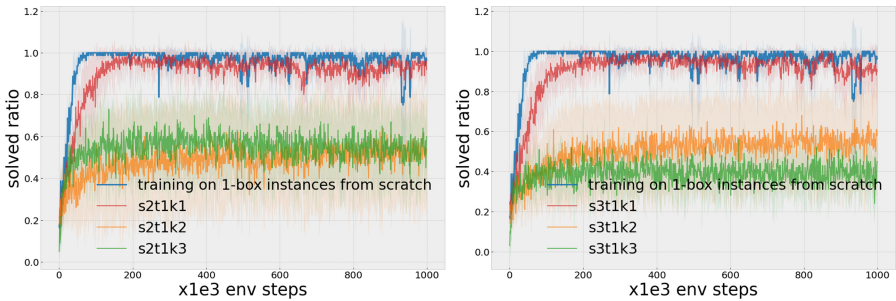 1.2
1.0
0.8
0.6
0.4
0.2
0.0
solved ratio
training on 1-box instances from scratch
s2t1k1
s2t1k2
s2t1k3
0
200
400
600
800
1000
x1e3 env steps
1.2
1.0
0.8
0.6
0.4
0.2
0.0
solved ratio
training on 1-box instances from scratch
s3t1k1
s3t1k2
s3t1k3
0
200
400
600
800
1000
x1e3 env steps